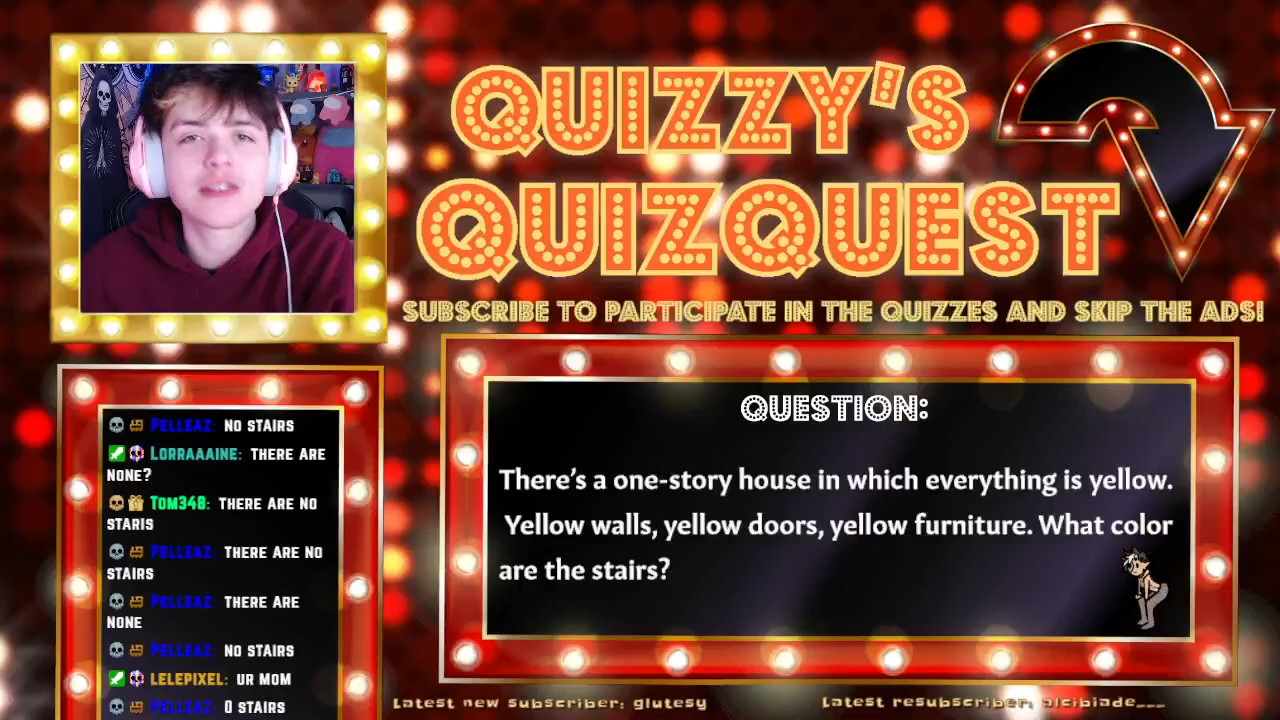 QUIZZY'S
QUIZQUEST
SUBSCRIBE TO PARTICIPATE IN THE QUIZZES AND SKIP THE ADS!
PELLEAZ: NO STAIRS
LORRAAAINE: THERE ARE
NONE?
TOM348: THERE ARE NO
STARIS
PELLEAZ: THERE ARE NO
STAIRS
PELLEAZ: THERE ARE
NONE
PELLEAZ: NO STAIRS
LELEPIXEL: UR MOM
PELLEAZ: 0 STAIRS
QUESTION:
There's a one-story house in which everything is yellow.
Yellow walls, yellow doors, yellow furniture. What color
are the stairs?
Latest new subscriber: glutesy
Latest resubscriber: alcibiade___